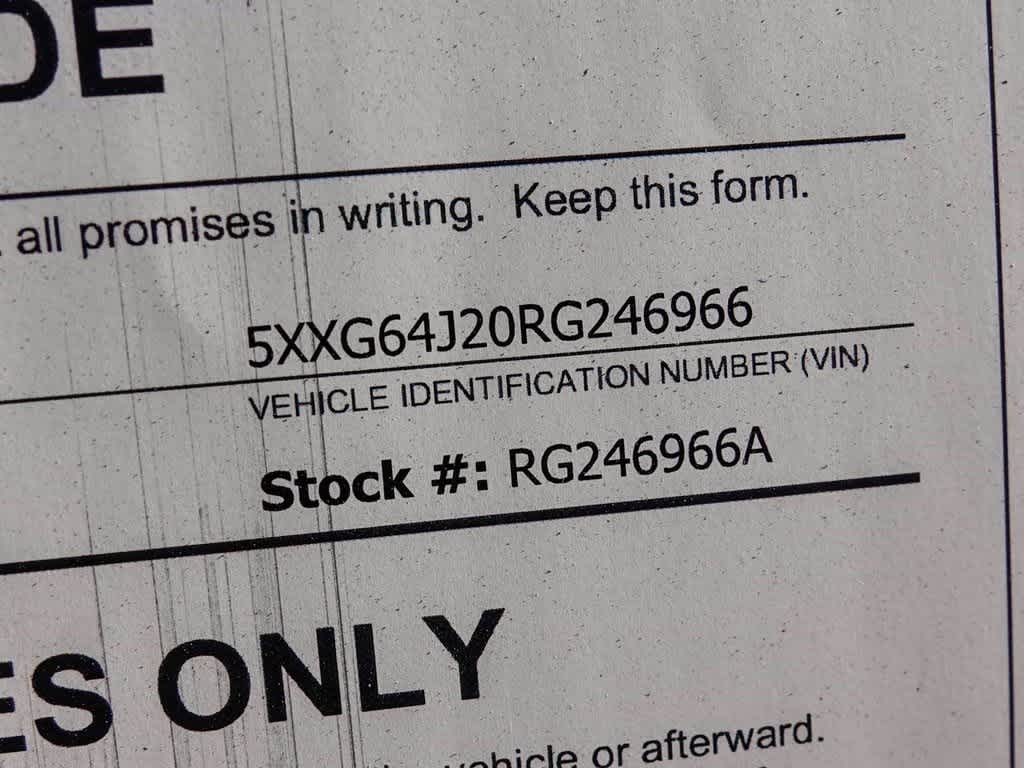 DE
all promises in writing. Keep this form.
5XXG64J20RG246966
VEHICLE IDENTIFICATION NUMBER (VIN)
Stock #: RG246966A
ES ONLY
vehicle or afterward.